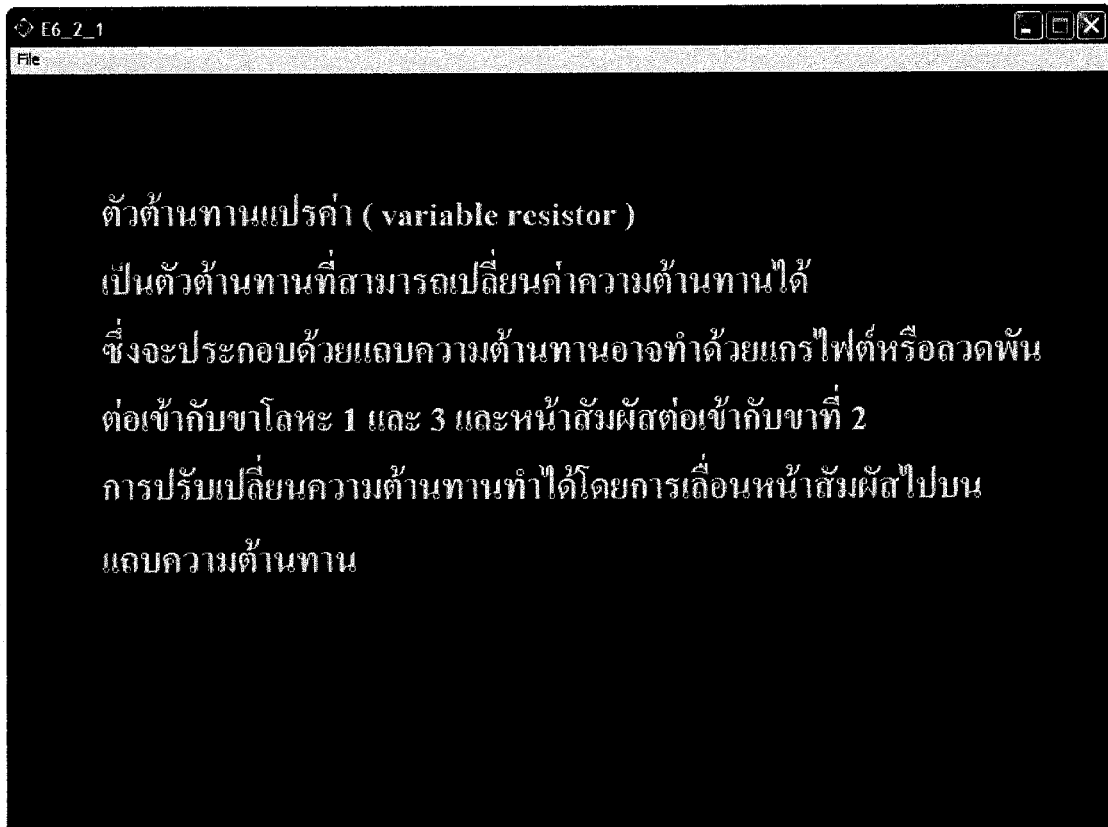 E6_2_1
File
ตัวต้านทานแปรค่า ( variable resistor )
เป็นตัวต้านทานที่สามารถเปลี่ยนค่าความต้านทานได้
ซึ่งจะประกอบด้วยแถบความต้านทานอาจทำด้วยแกรไฟต์หรือลวดพัน
ต่อเข้ากับขาโลหะ 1 และ 3 และหน้าสัมผัสต่อเข้ากับขาที่ 2
การปรับเปลี่ยนความต้านทานทำได้โดยการเลื่อนหน้าสัมผัสไปบน
แถบความต้านทาน